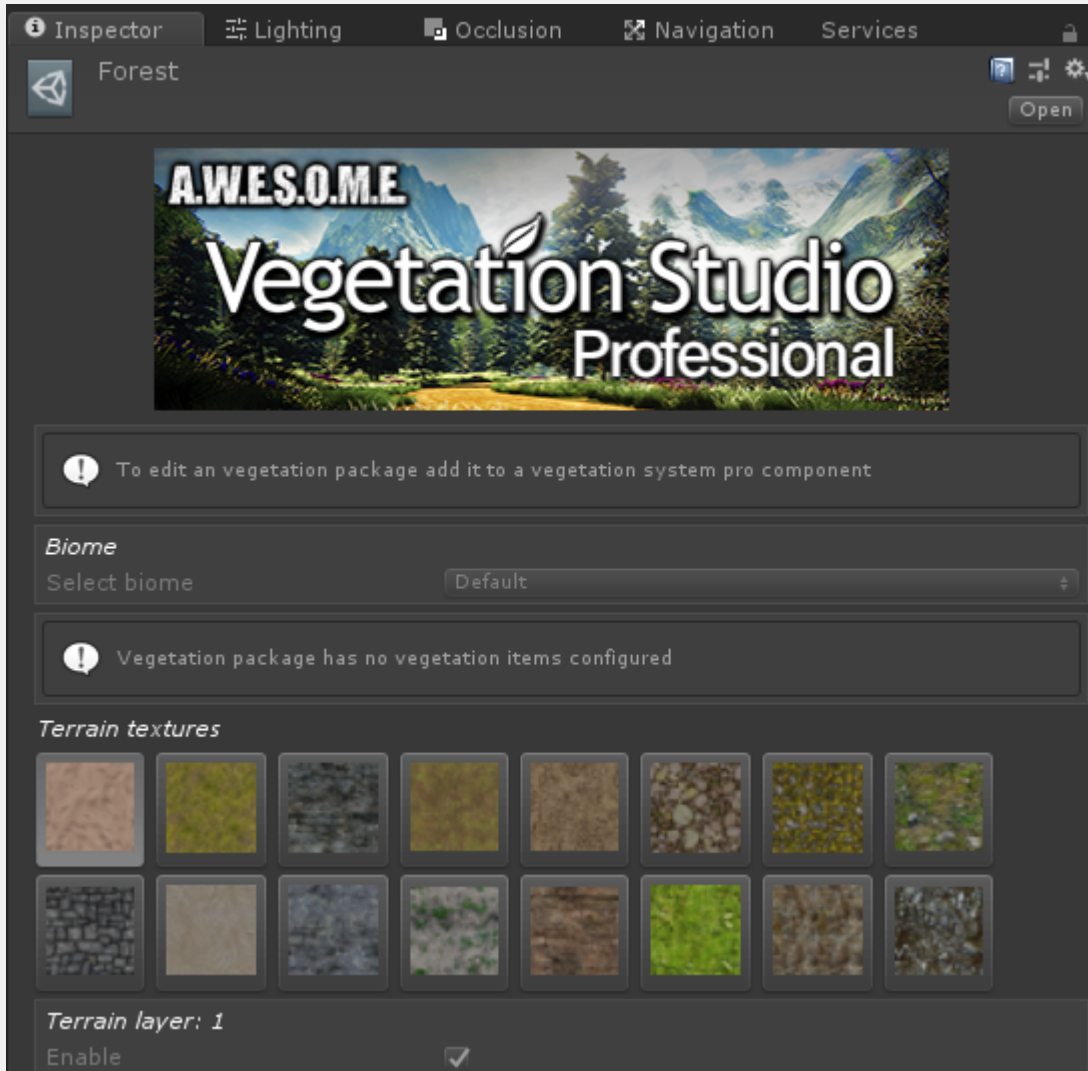 Inspector Lighting Occlusion Navigation Services
Forest
Open
A.W.E.S.O.M.E.
Vegetation Studio
Professional
To edit an vegetation package add it to a vegetation system pro component
Biome
Select biome Default
Vegetation package has no vegetation items configured
Terrain textures
Terrain layer: 1
Enable